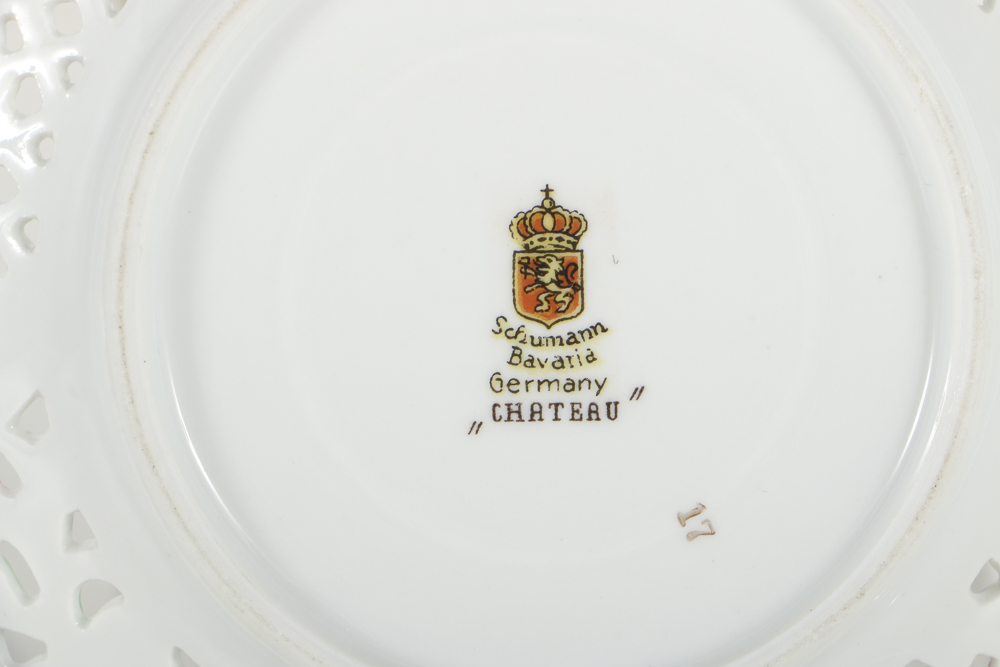 Schumann
Bavaria
Germany
„CHATEAU"
17